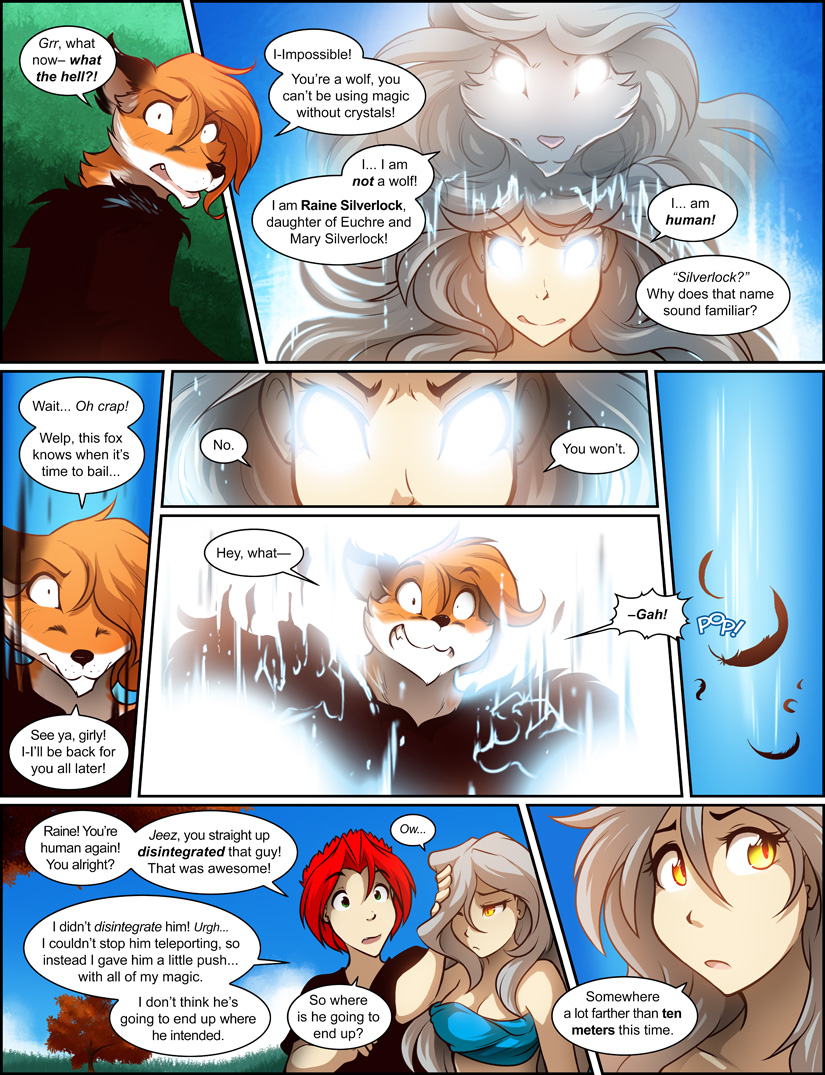 Grr, what
now– what
the hell?!
I-Impossible!
You're a wolf, you
can't be using magic
without crystals!
I... I am
not a wolf!
I am Raine Silverlock,
daughter of Euchre and
Mary Silverlock!
I... am
human!
“Silverlock?”
Why does that name
sound familiar?
Wait... Oh crap!
Welp, this fox
knows when it's
time to bail...
See ya, girly!
I-I'll be back for
you all later!
No.
You won't.
Hey, what—
–Gah!
POP!
Raine! You're
human again!
You alright?
Jeez, you straight up
disintegrated that guy!
That was awesome!
Ow...
I didn't disintegrate him! Urgh...
I couldn't stop him teleporting, so
instead I gave him a little push...
with all of my magic.
I don't think he's
going to end up where
he intended.
So where
is he going to
end up?
Somewhere
a lot farther than ten
meters this time.